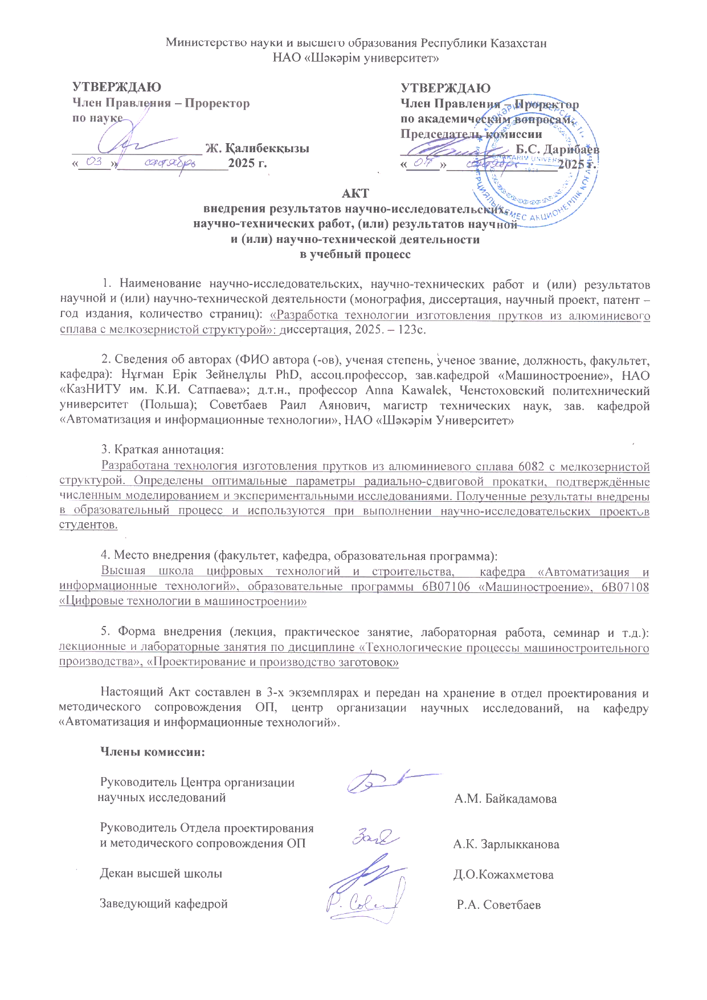 Министерство науки и высшего образования Республики Казахстан
НАО «Шәкәрім университет»
УТВЕРЖДАЮ
Член Правления – Проректор
по науке
Ж. Қалибекқызы
« 03 » сентябрь 2025 г.
УТВЕРЖДАЮ
Член Правления – Проректор
по академическим вопросам,
Председатель комиссии
Б.С. Дарибаев
« 04 » сентябрь 2025 г.
SHAKARIM UNIVERSITY
1934
АКТ
внедрения результатов научно-исследовательских,
научно-технических работ, (или) результатов научной
и (или) научно-технической деятельности
в учебный процесс
1. Наименование научно-исследовательских, научно-технических работ и (или) результатов
научной и (или) научно-технической деятельности (монография, диссертация, научный проект, патент –
год издания, количество страниц): «Разработка технологии изготовления прутков из алюминиевого
сплава с мелкозернистой структурой»: диссертация, 2025. – 123с.
2. Сведения об авторах (ФИО автора (-ов), ученая степень, ученое звание, должность, факультет,
кафедра): Нұғман Ерік Зейнелұлы PhD, ассоц.профессор, зав.кафедрой «Машиностроение», НАО
«КазНИТУ им. К.И. Сатпаева»; д.т.н., профессор Anna Kawalek, Ченстоховский политехнический
университет (Польша); Советбаев Раил Аянович, магистр технических наук, зав. кафедрой
«Автоматизация и информационные технологии», НАО «Шәкәрім Университет»
3. Краткая аннотация:
Разработана технология изготовления прутков из алюминиевого сплава 6082 с мелкозернистой
структурой. Определены оптимальные параметры радиально-сдвиговой прокатки, подтверждённые
численным моделированием и экспериментальными исследованиями. Полученные результаты внедрены
в образовательный процесс и используются при выполнении научно-исследовательских проектов
студентов.
4. Место внедрения (факультет, кафедра, образовательная программа):
Высшая школа цифровых технологий и строительства, кафедра «Автоматизация и
информационные технологий», образовательные программы 6В07106 «Машиностроение», 6В07108
«Цифровые технологии в машиностроении»
5. Форма внедрения (лекция, практическое занятие, лабораторная работа, семинар и т.д.):
лекционные и лабораторные занятия по дисциплине «Технологические процессы машиностроительного
производства», «Проектирование и производство заготовок»
Настоящий Акт составлен в 3-х экземплярах и передан на хранение в отдел проектирования и
методического сопровождения ОП, центр организации научных исследований, на кафедру
«Автоматизация и информационные технологий».
Члены комиссии:
Руководитель Центра организации
научных исследований А.М. Байкадамова
Руководитель Отдела проектирования
и методического сопровождения ОП А.К. Зарлыкканова
Декан высшей школы Д.О.Кожахметова
Заведующий кафедрой Р.А. Советбаев